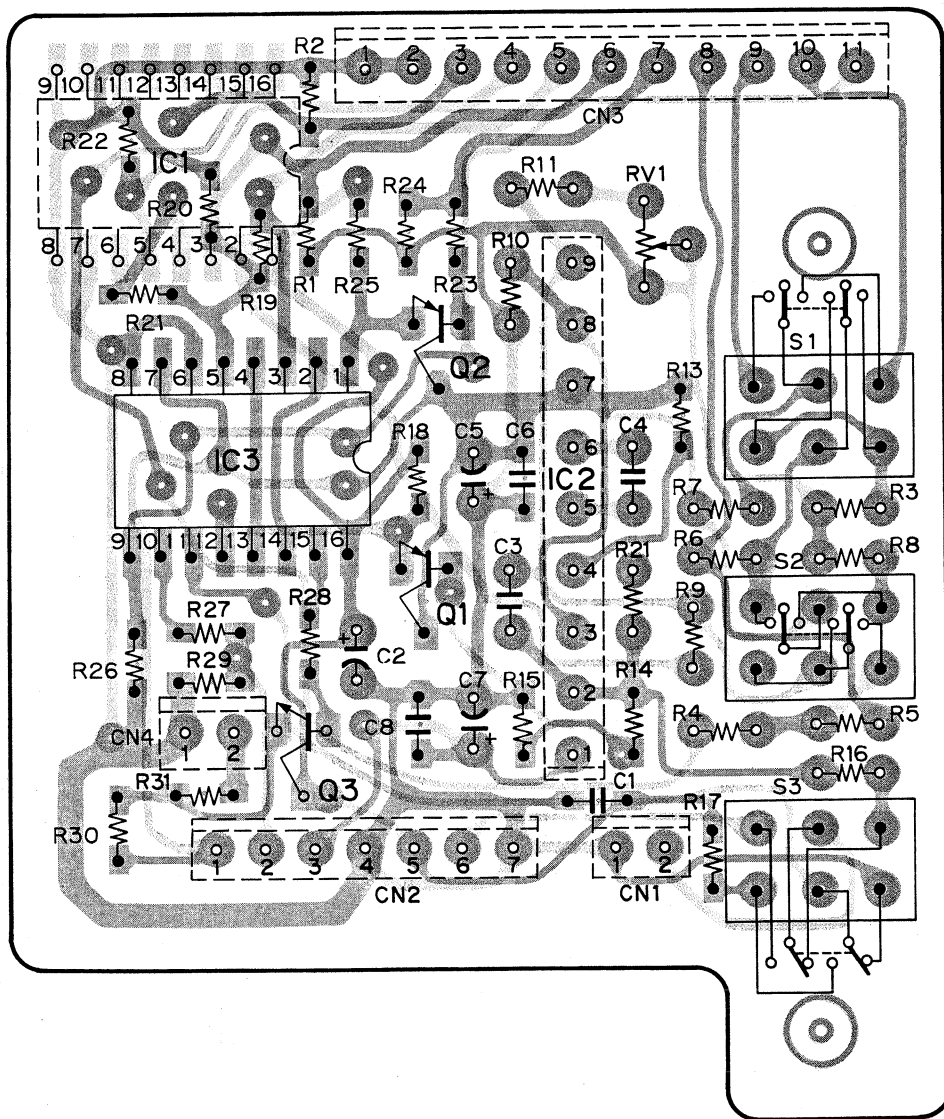 R2
1 2 3 4 5 6 7 8 9 10 11
CN3
9 10 11 12 13 14 15 16
R22
IC1
R20
R11
RV1
R24
8 7 6 5 4 3 2 1
R19
R1
R25
R23
R10
9
R21
S1
8
Q2
7
R13
8 7 6 5 4 3 2 1
R18
C5
C6
6
C4
IC3
+
IC2
5
R7
R3
9 10 11 12 13 14 15 16
Q1
C3
4
R21
R6
S2
R8
R27
R28
3
R9
R26
R29
+
C2
2
CN4
1 2
C8
C7
+
R15
1
R14
R4
R5
R16
R31
Q3
C1
R17
S3
R30
1 2 3 4 5 6 7
CN2
1 2
CN1